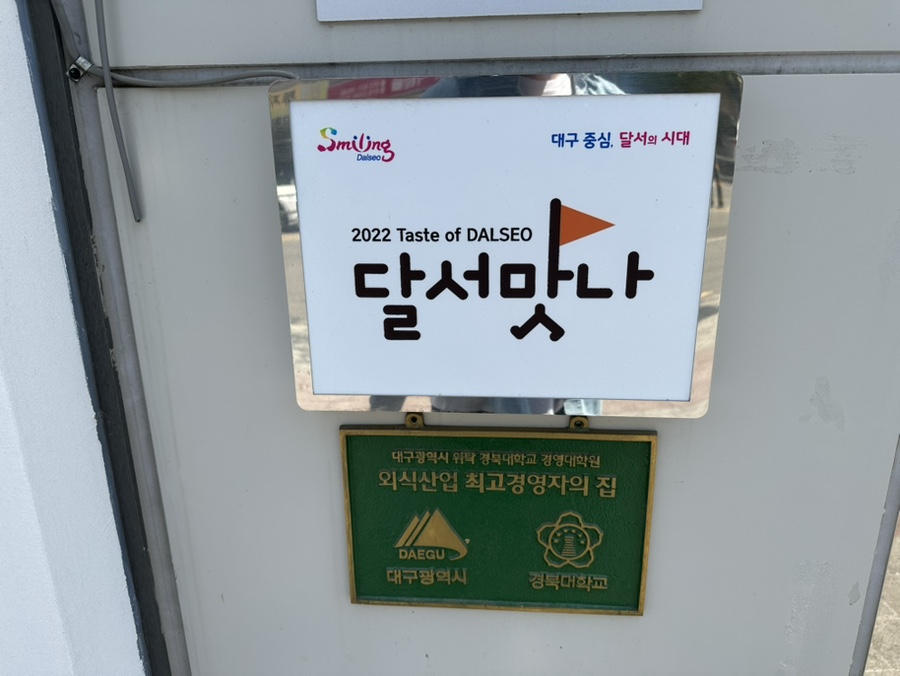 Smiling
Dalseo
대구 중심, 달서의 시대
2022 Taste of DALSEO
달서맛나
대구광역시 위탁 경북대학교 경영대학원
외식산업 최고경영자의 집
DAEGU
대구광역시
경북대학교